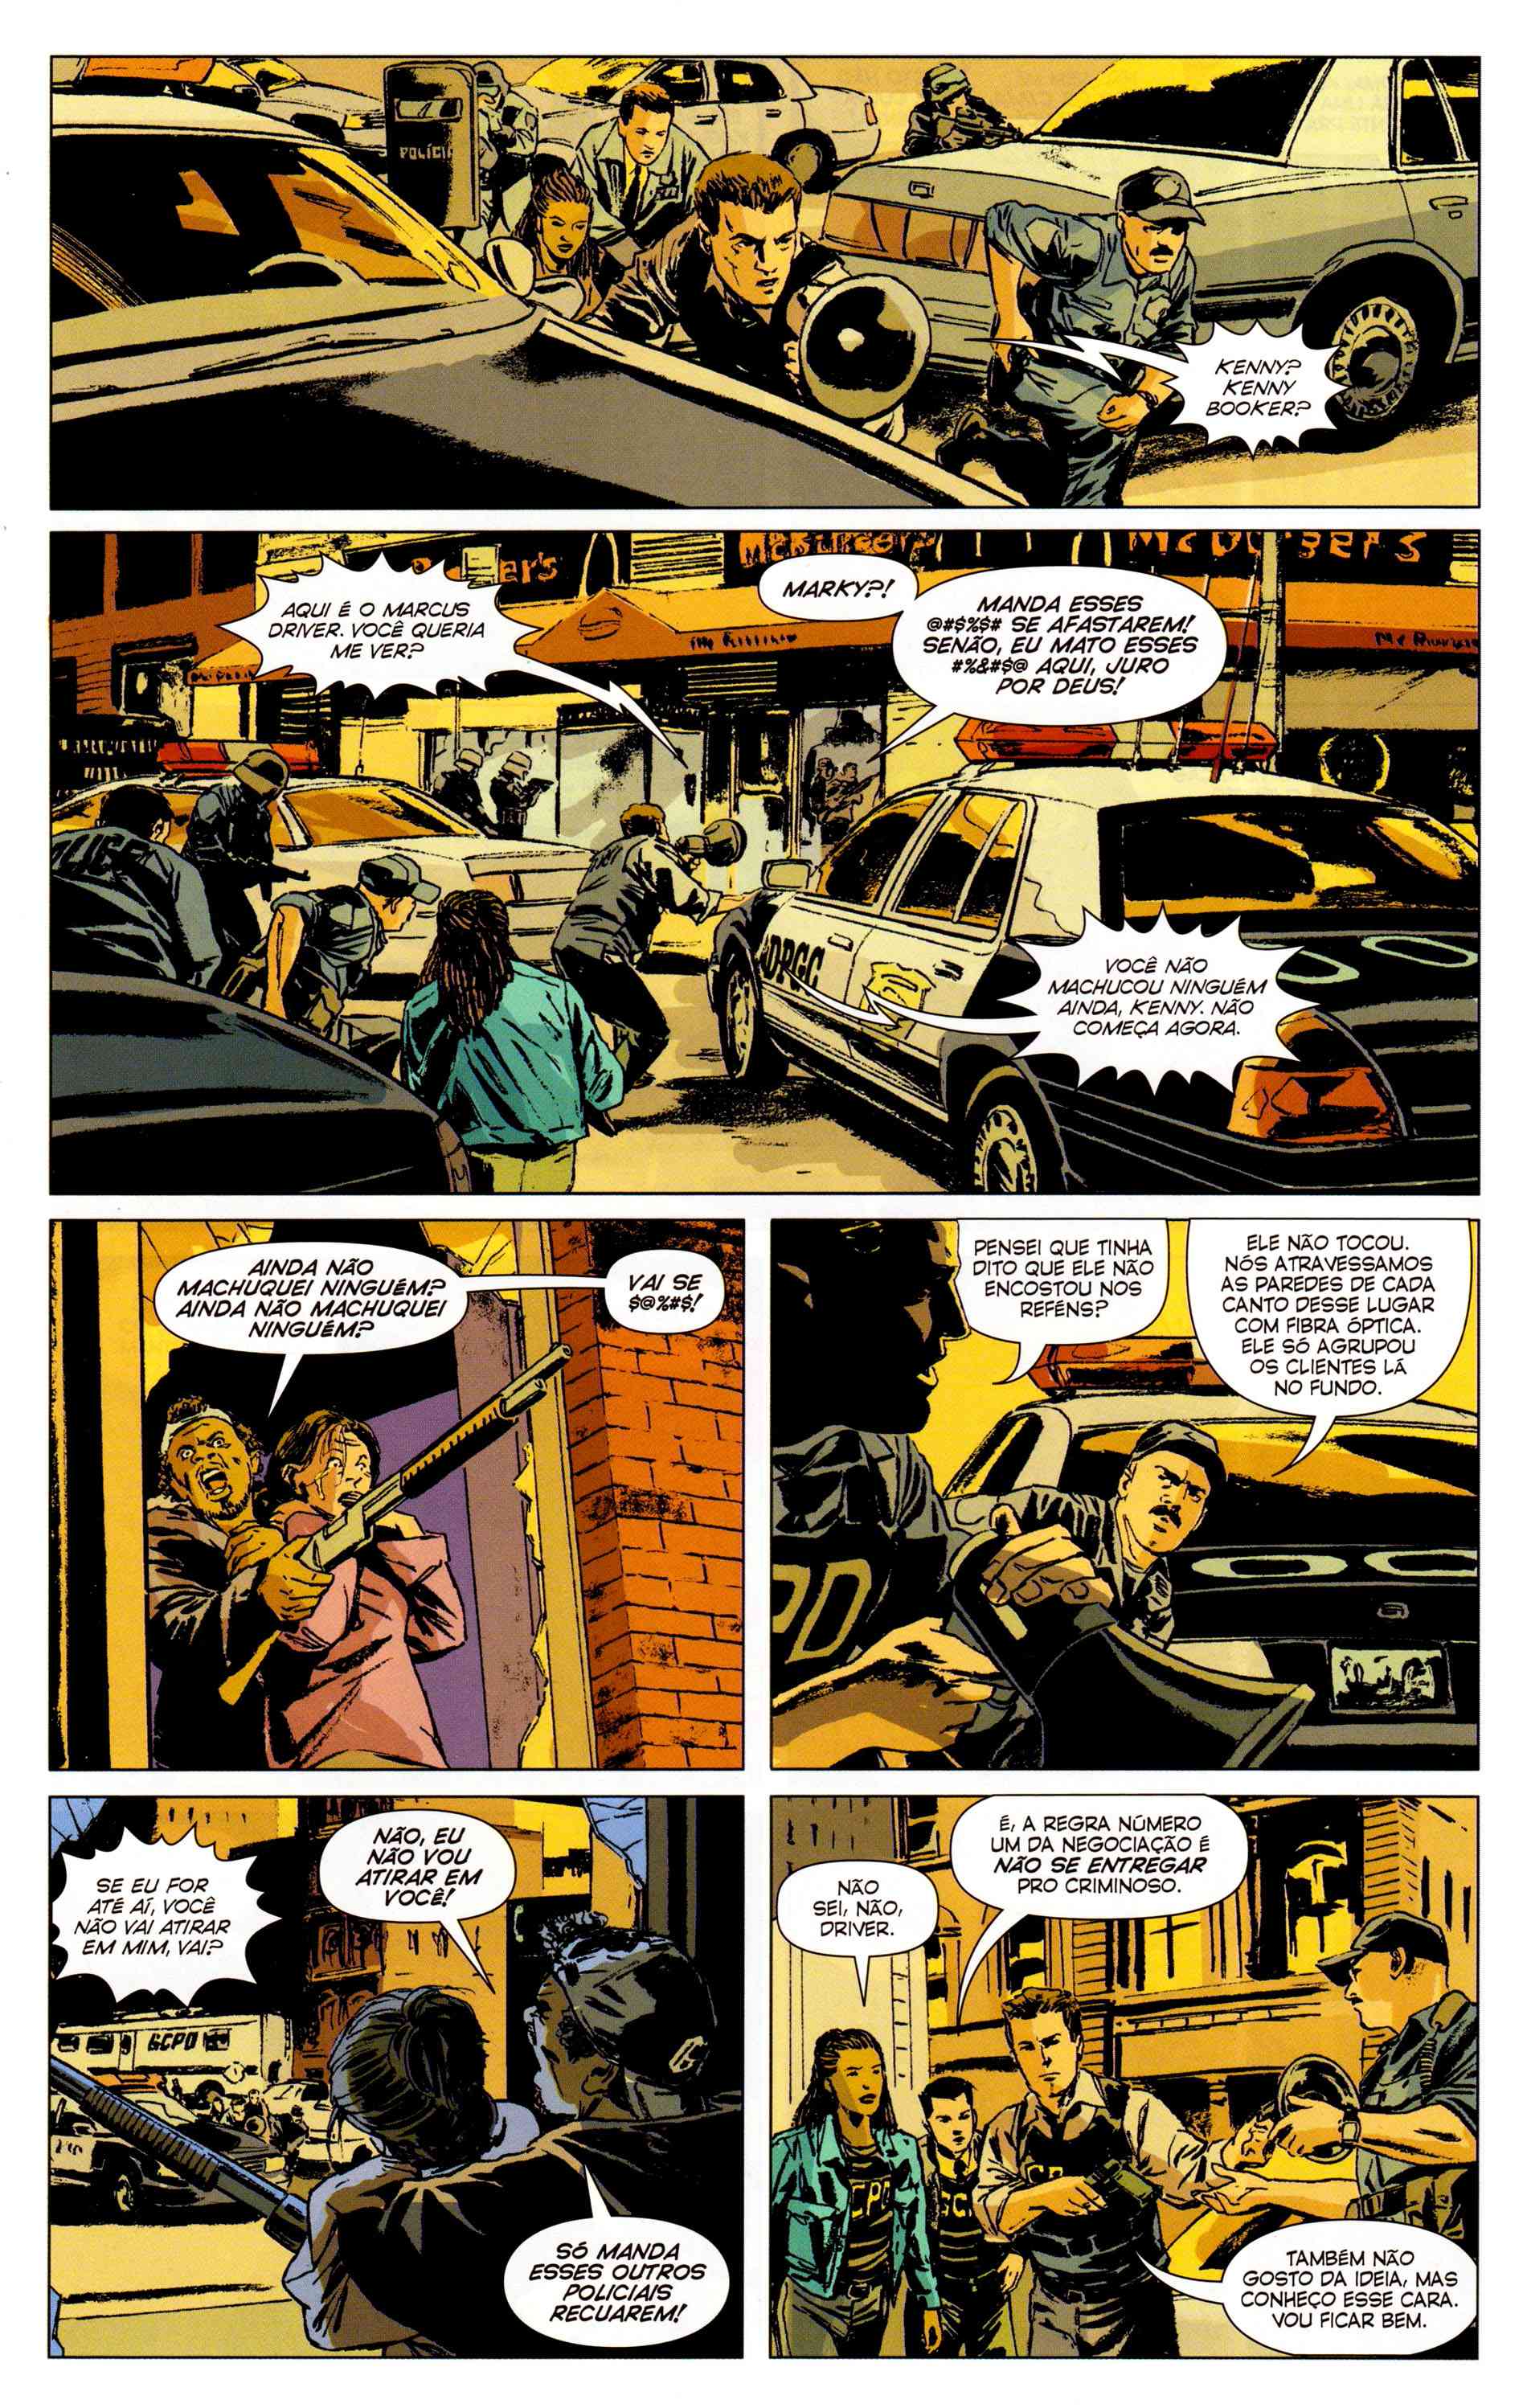 POLÍCIA
KENNY?
KENNY
BOOKER?
AQUI É O MARCUS
DRIVER. VOCÊ QUERIA
ME VER?
MARKY?!
MANDA ESSES
@#$%$# SE AFASTAREM!
SENÃO, EU MATO ESSES
#%&#$@ AQUI, JURO
POR DEUS!
GCPD
VOCÊ NÃO
MACHUCOU NINGUÉM
AINDA, KENNY. NÃO
COMEÇA AGORA.
AINDA NÃO
MACHUQUEI NINGUÉM?
AINDA NÃO MACHUQUEI
NINGUÉM?
VAI SE
$@%#$!
PENSEI QUE TINHA
DITO QUE ELE NÃO
ENCOSTOU NOS
REFÉNS?
ELE NÃO TOCOU.
NÓS ATRAVESSAMOS
AS PAREDES DE CADA
CANTO DESSE LUGAR
COM FIBRA ÓPTICA.
ELE SÓ AGRUPOU
OS CLIENTES LÁ
NO FUNDO.
PD
SE EU FOR
ATÉ AÍ, VOCÊ
NÃO VAI ATIRAR
EM MIM, VAI?
NÃO, EU
NÃO VOU
ATIRAR EM
VOCÊ!
GCPD
G
SÓ MANDA
ESSES OUTROS
POLICIAIS
RECUAREM!
NÃO
SEI, NÃO,
DRIVER.
É, A REGRA NÚMERO
UM DA NEGOCIAÇÃO É
NÃO SE ENTREGAR
PRO CRIMINOSO.
CPD
GC
TAMBÉM NÃO
GOSTO DA IDEIA, MAS
CONHEÇO ESSE CARA.
VOU FICAR BEM.